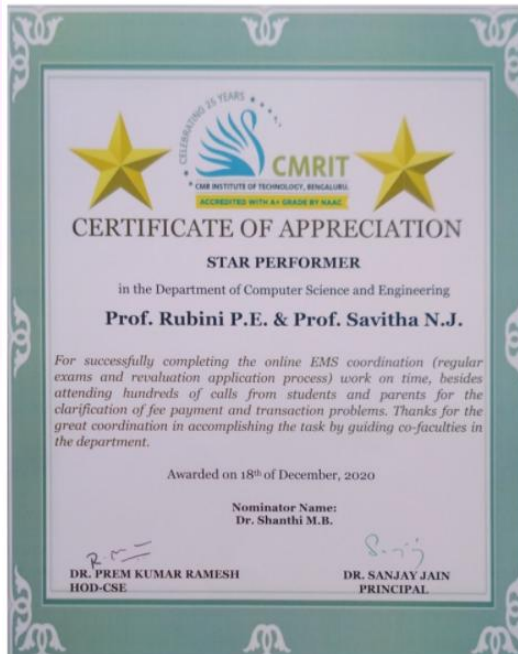 CELEBRATING 25 YEARS
CMRIT
CMR INSTITUTE OF TECHNOLOGY, BENGALURU.
ACCREDITED WITH A+ GRADE BY NAAC
CERTIFICATE OF APPRECIATION
STAR PERFORMER
in the Department of Computer Science and Engineering
Prof. Rubini P.E. & Prof. Savitha N.J.
For successfully completing the online EMS coordination (regular
exams and revaluation application process) work on time, besides
attending hundreds of calls from students and parents for the
clarification of fee payment and transaction problems. Thanks for the
great coordination in accomplishing the task by guiding co-faculties in
the department.
Awarded on 18th of December, 2020
Nominator Name:
Dr. Shanthi M.B.
DR. PREM KUMAR RAMESH
HOD-CSE
DR. SANJAY JAIN
PRINCIPAL